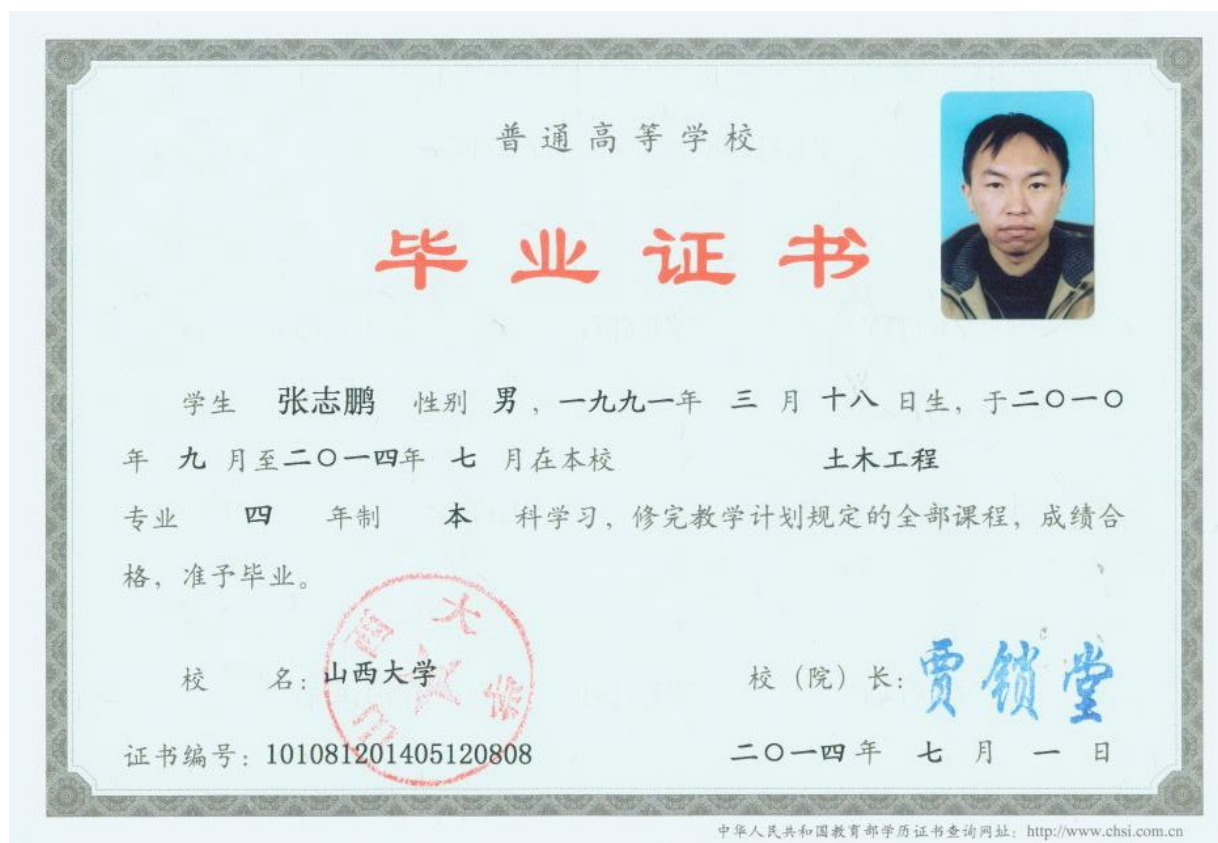 普通高等学校
毕业证书
学生 张志鹏 性别 男，一九九一年 三 月 十八 日生，于二〇一〇
年 九 月至二〇一四年 七 月在本校 土木工程
专业 四 年制 本 科学习，修完教学计划规定的全部课程，成绩合
格，准予毕业。
山西大学
校 名：山西大学 校（院）长：贾锁堂
证书编号：101081201405120808 二〇一四年 七 月 一 日
中华人民共和国教育部学历证书查询网址：http://www.chsi.com.cn